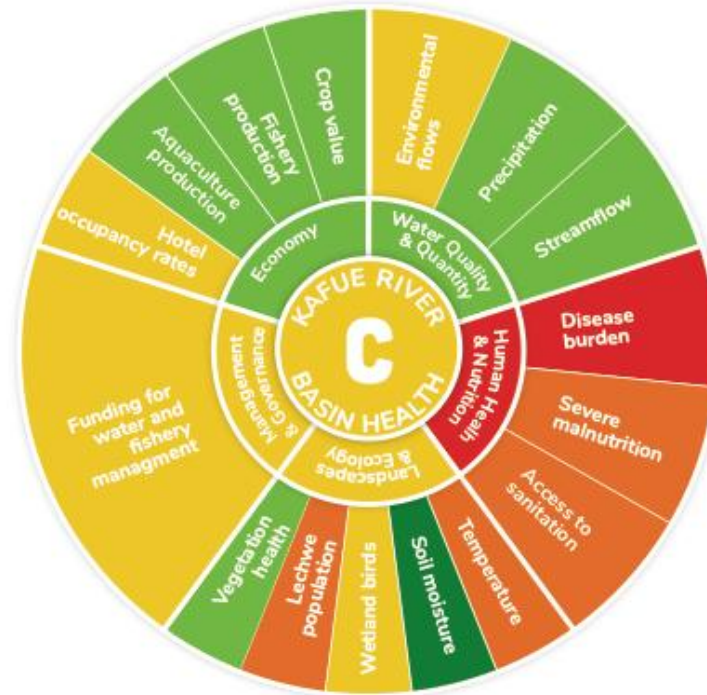 KAFUE RIVER
C
BASIN HEALTH
Water Quality
& Quantity
Environmental
flows
Precipitation
Streamflow
Human Healh
& Nutrition
Disease
burden
Severe
malnutrition
Access to
sanitation
Landscapes
& Ecology
Temperature
Soil moisture
Wetland birds
Lechwe
population
Vegetation
health
Management
& Governance
Funding for
water and
fishery
managment
Economy
Hotel
occupancy rates
Aquaculture
production
Fishery
production
Crop value